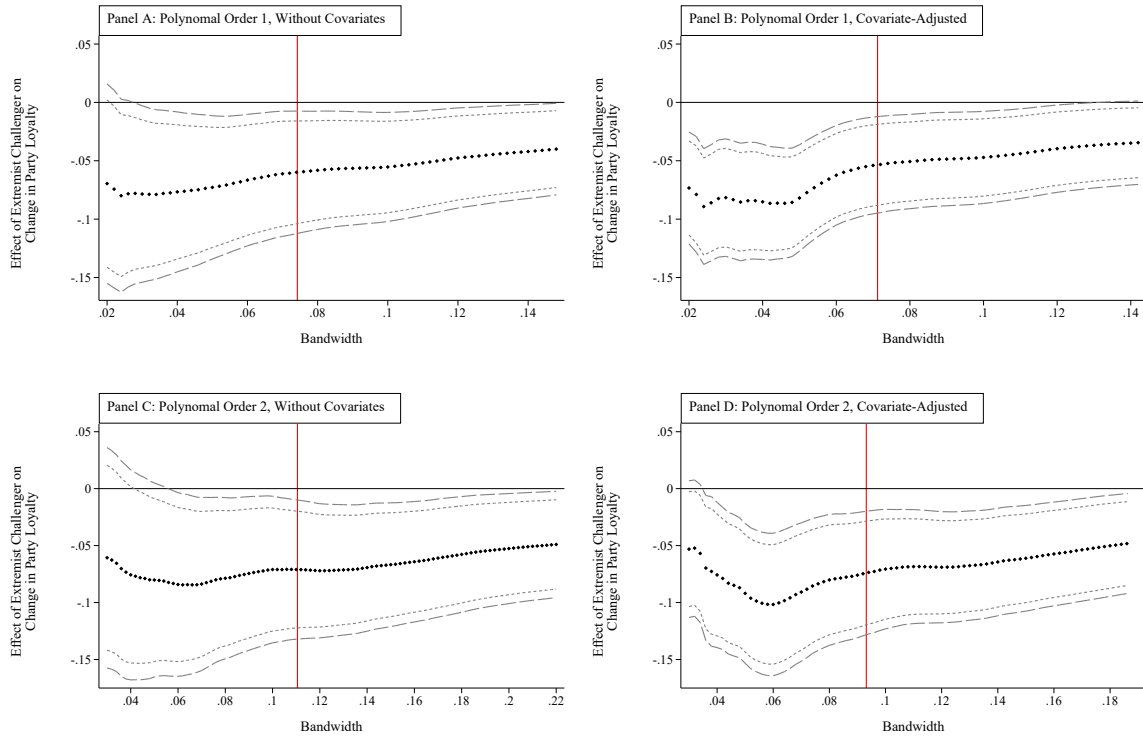 Panel A: Polynomal Order 1, Without Covariates
.05
0
-.05
-.1
-.15
Effect of Extremist Challenger on
Change in Party Loyalty
.02 .04 .06 .08 .1 .12 .14
Bandwidth
Panel B: Polynomal Order 1, Covariate-Adjusted
.05
0
-.05
-.1
-.15
Effect of Extremist Challenger on
Change in Party Loyalty
.02 .04 .06 .08 .1 .12 .14
Bandwidth
Panel C: Polynomal Order 2, Without Covariates
.05
0
-.05
-.1
-.15
Effect of Extremist Challenger on
Change in Party Loyalty
.04 .06 .08 .1 .12 .14 .16 .18 .2 .22
Bandwidth
Panel D: Polynomal Order 2, Covariate-Adjusted
.05
0
-.05
-.1
-.15
Effect of Extremist Challenger on
Change in Party Loyalty
.04 .06 .08 .1 .12 .14 .16 .18
Bandwidth